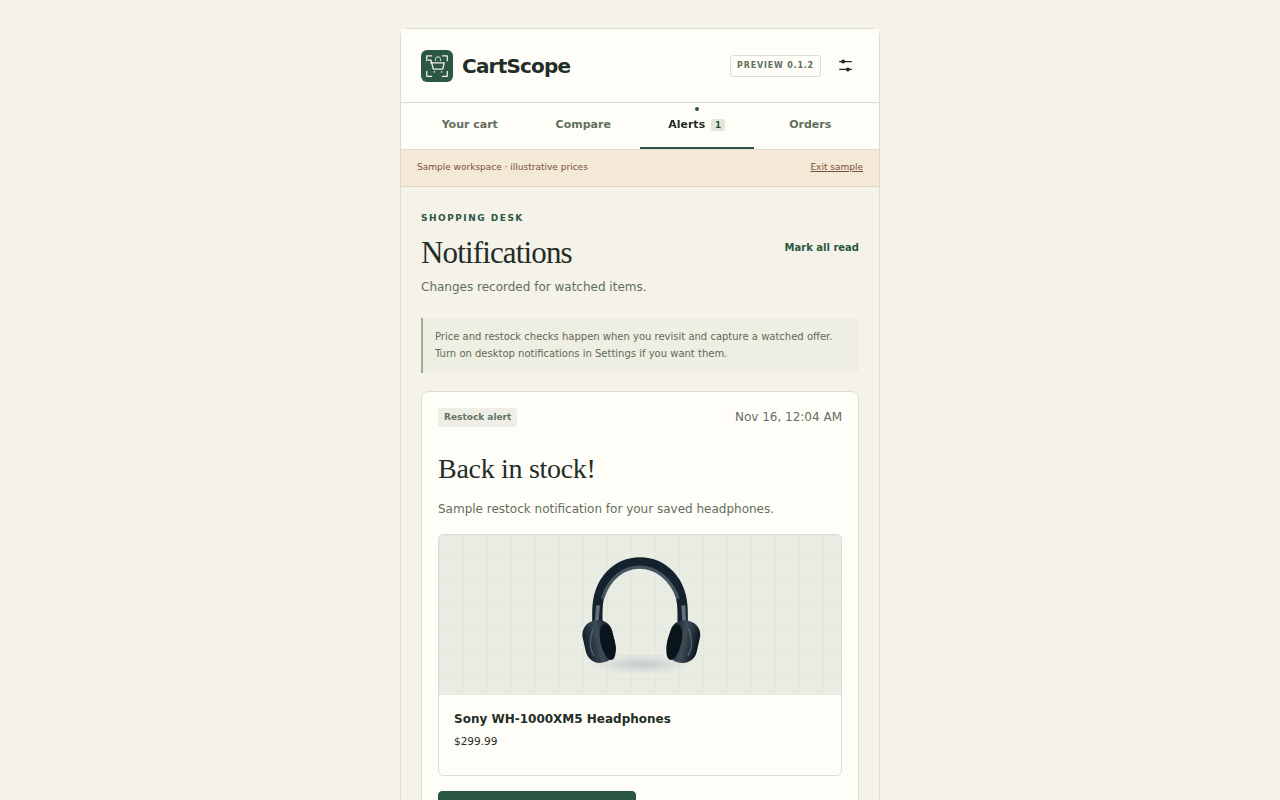 CartScope
PREVIEW 0.1.2
Your cart
Compare
Alerts 1
Orders
Sample workspace · illustrative prices
Exit sample
SHOPPING DESK
Notifications
Mark all read
Changes recorded for watched items.
Price and restock checks happen when you revisit and capture a watched offer.
Turn on desktop notifications in Settings if you want them.
Restock alert
Nov 16, 12:04 AM
Back in stock!
Sample restock notification for your saved headphones.
Sony WH-1000XM5 Headphones
$299.99